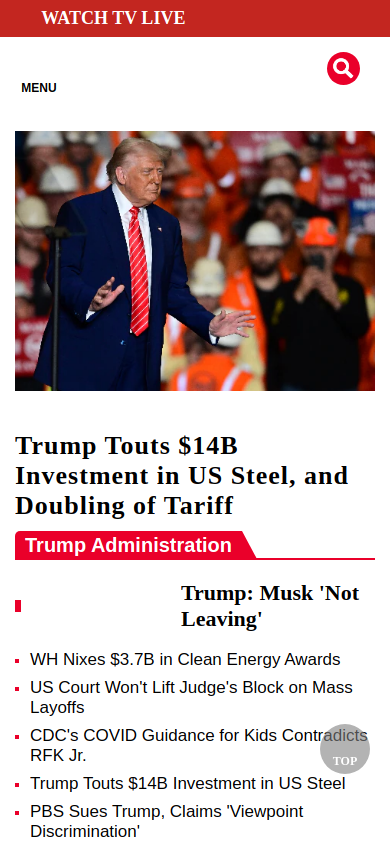 WATCH TV LIVE
MENU
Trump Touts $14B
Investment in US Steel, and
Doubling of Tariff
Trump Administration
Trump: Musk 'Not
Leaving'
WH Nixes $3.7B in Clean Energy Awards
US Court Won't Lift Judge's Block on Mass
Layoffs
CDC's COVID Guidance for Kids Contradicts
RFK Jr.
TOP
Trump Touts $14B Investment in US Steel
PBS Sues Trump, Claims 'Viewpoint
Discrimination'